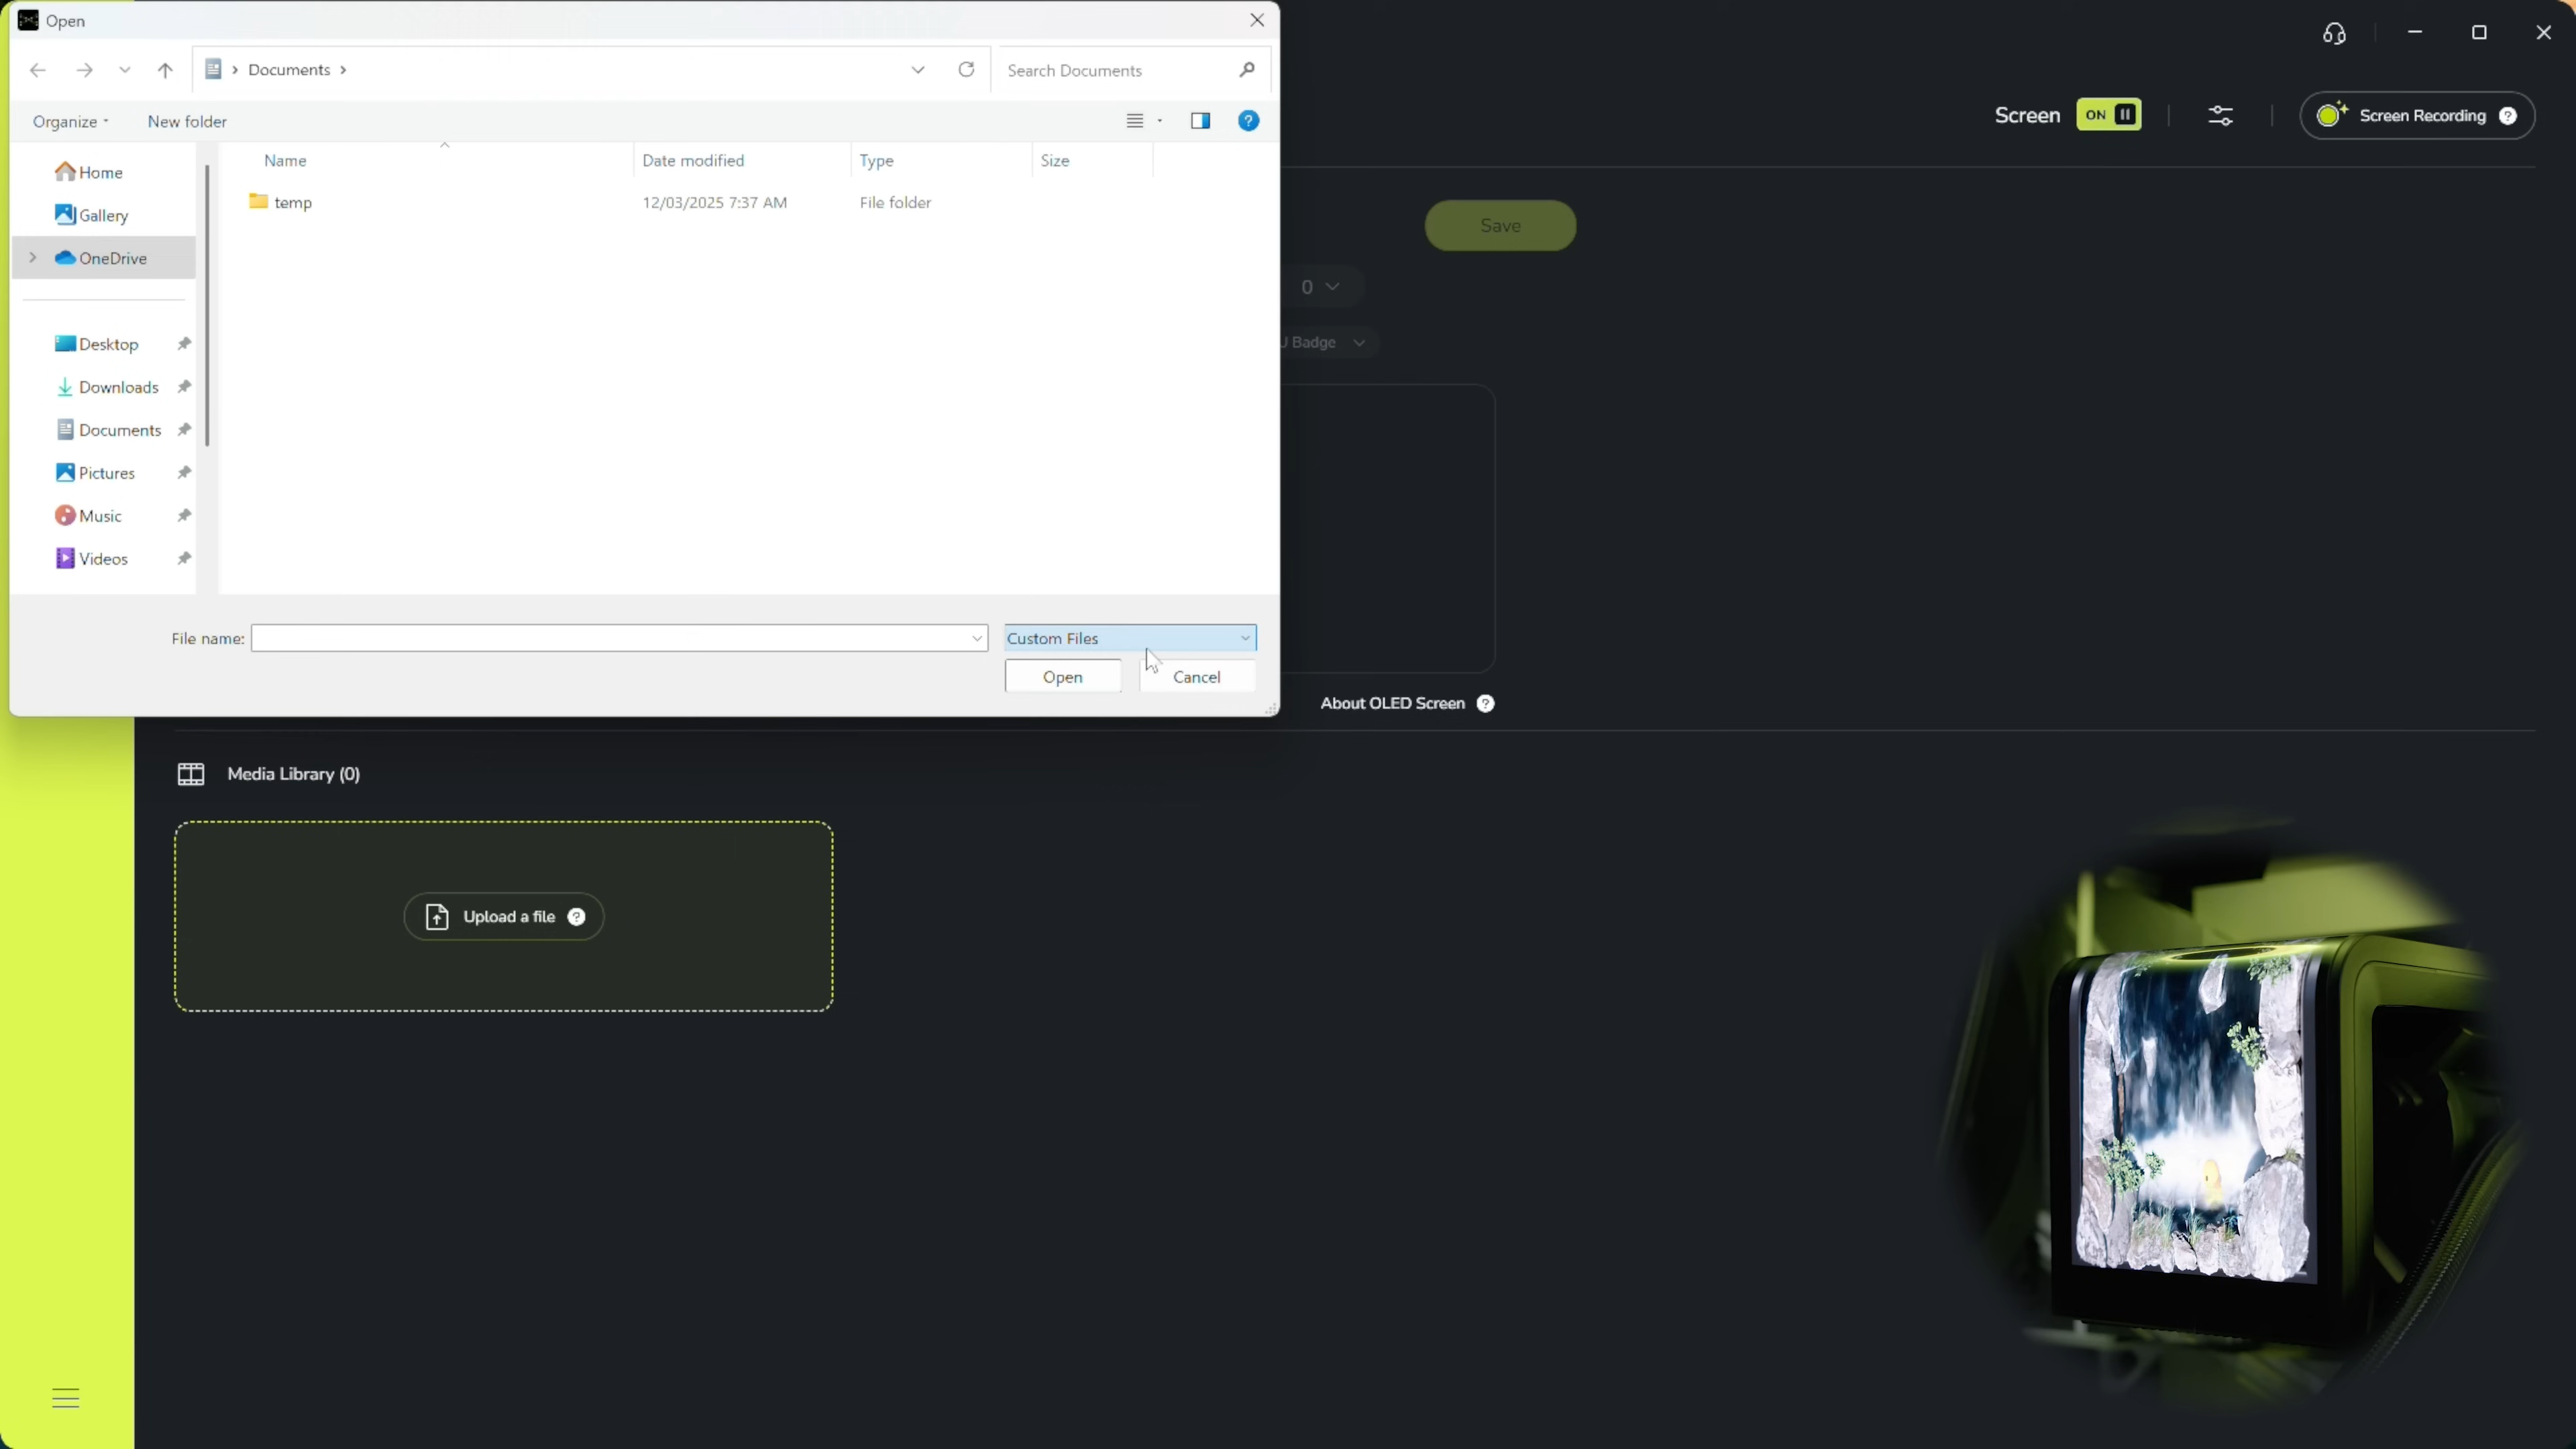 Open
Documents
Search Documents
Organize
New folder
Name
Date modified
Type
Size
Home
temp
12/03/2025 7:37 AM
File folder
Gallery
OneDrive
Desktop
Downloads
Documents
Pictures
Music
Videos
File name:
Custom Files
Open
Cancel
Screen
ON
Screen Recording
?
Save
0
Badge
About OLED Screen ?
Media Library (0)
Upload a file ?